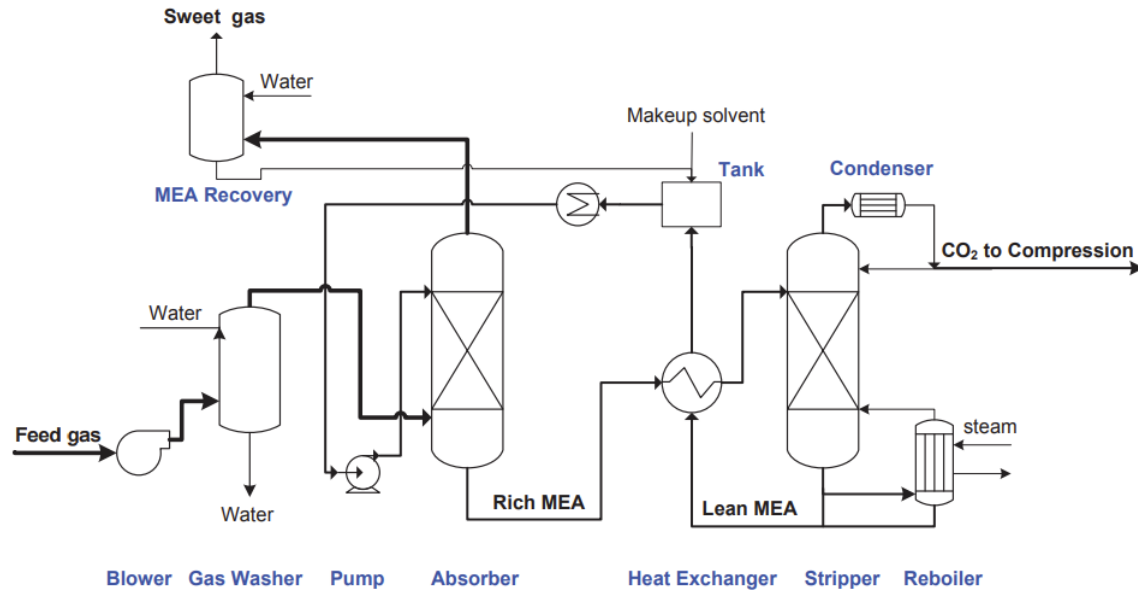 Sweet gas
Water
Makeup solvent
MEA Recovery
Tank
Condenser
CO₂ to Compression
Water
Feed gas
steam
Water
Rich MEA
Lean MEA
Blower
Gas Washer
Pump
Absorber
Heat Exchanger
Stripper
Reboiler